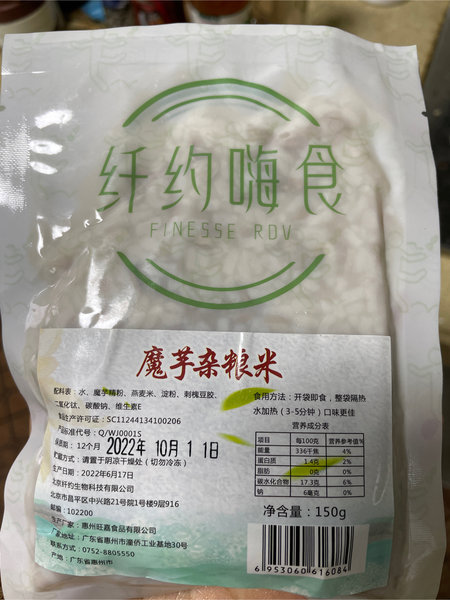 纤约嗨食
FINESSE RDV
魔芋杂粮米
配料表：水、魔芋精粉、燕麦米、淀粉、刺槐豆胶、
二氧化钛、碳酸钠、维生素E
食品生产许可证：SC11244134100206
产品标准代号：Q/WJ0001S
保质期：12个月
2022年10月11日
贮藏方式：请置于阴凉干燥处（切勿冷冻）
生产日期：2022年6月17日
北京纤约生物科技有限公司
北京市昌平区中兴路21号院1号楼9层916
邮编：102200
生产厂家：惠州旺嘉食品有限公司
地址：广东省惠州市潼侨工业基地30号
联系方式：0752-8805550
产地：广东省惠州市
食用方法：开袋即食，整袋隔热
水加热（3-5分钟）口味更佳
营养成分表
项目 每100克 营养参考值%
能量 336千焦 4%
蛋白质 1.4克 2%
脂肪 0克 0%
碳水化合物 17.3克 6%
钠 6毫克 0%
净含量：150g
6 953060 616084